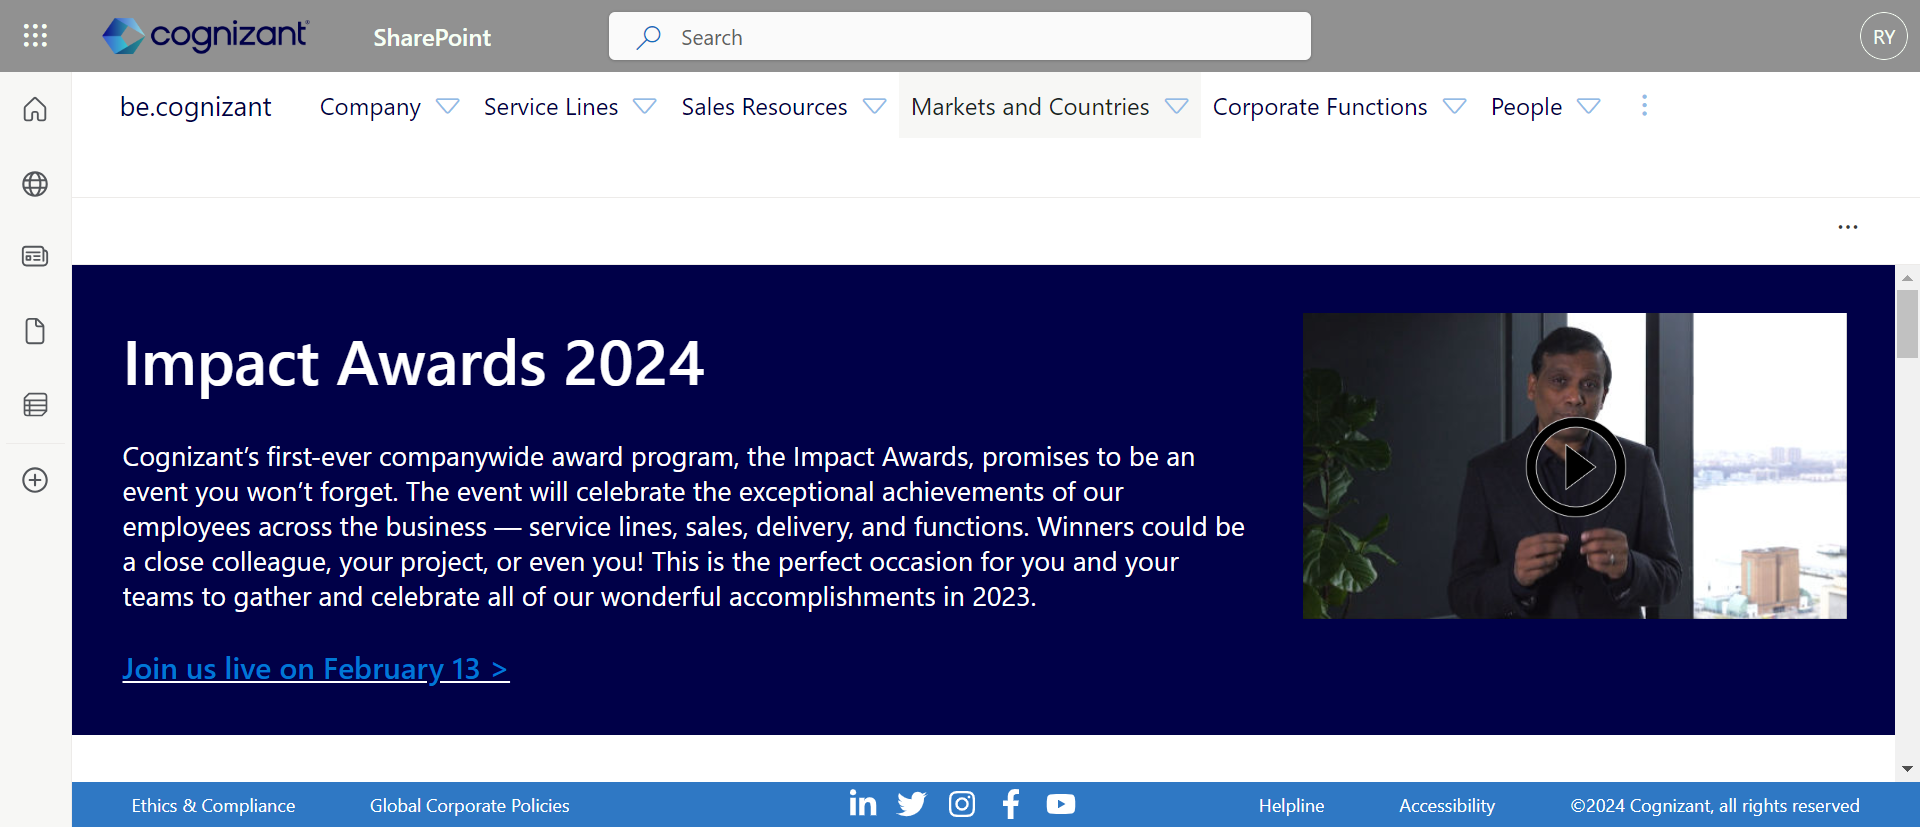 cognizant
SharePoint
Search
RY
be.cognizant
Company
Service Lines
Sales Resources
Markets and Countries
Corporate Functions
People
Impact Awards 2024
Cognizant’s first-ever companywide award program, the Impact Awards, promises to be an
event you won’t forget. The event will celebrate the exceptional achievements of our
employees across the business — service lines, sales, delivery, and functions. Winners could be
a close colleague, your project, or even you! This is the perfect occasion for you and your
teams to gather and celebrate all of our wonderful accomplishments in 2023.
Join us live on February 13 >
Ethics & Compliance
Global Corporate Policies
Helpline
Accessibility
©2024 Cognizant, all rights reserved